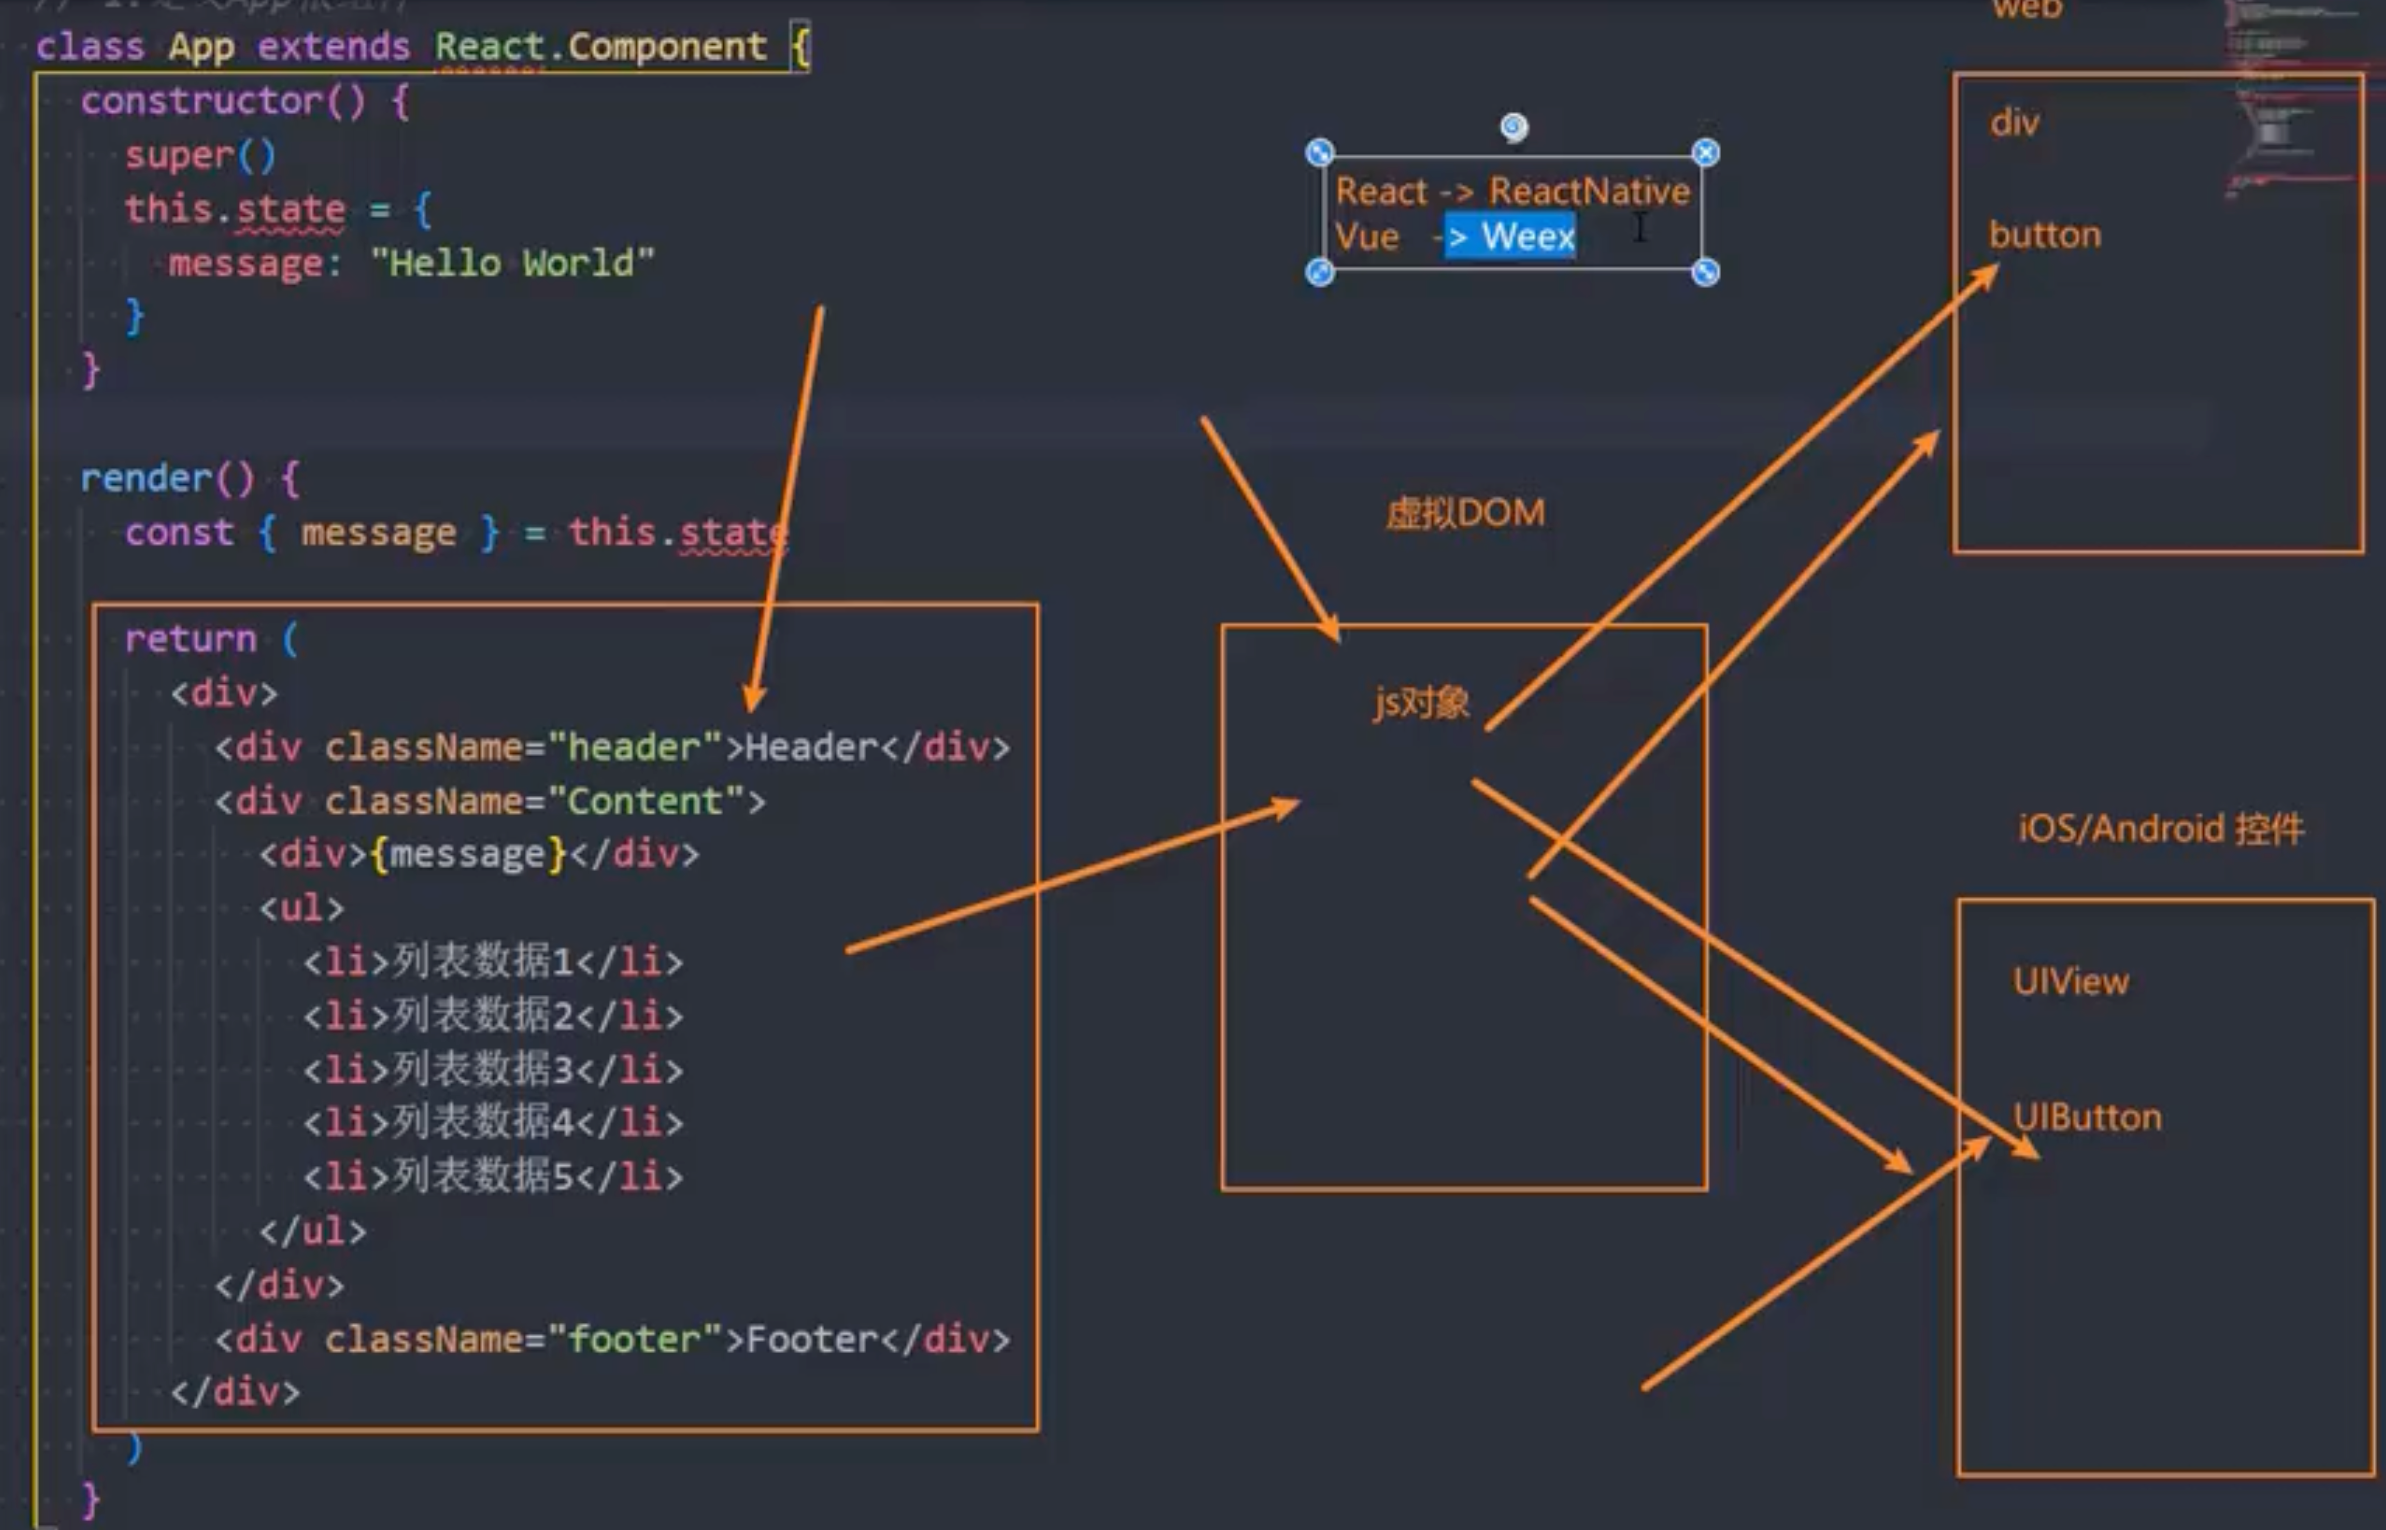 class App extends React.Component {
constructor() {
super()
this.state = {
message: "Hello World"
}
}
render() {
const { message } = this.state
return (
<div>
<div className="header">Header</div>
<div className="Content">
<div>{message}</div>
<ul>
<li>列表数据1</li>
<li>列表数据2</li>
<li>列表数据3</li>
<li>列表数据4</li>
<li>列表数据5</li>
</ul>
</div>
<div className="footer">Footer</div>
</div>
)
}
React -> ReactNative
Vue -> Weex
虚拟DOM
js对象
web
div
button
iOS/Android 控件
UIView
UIButton